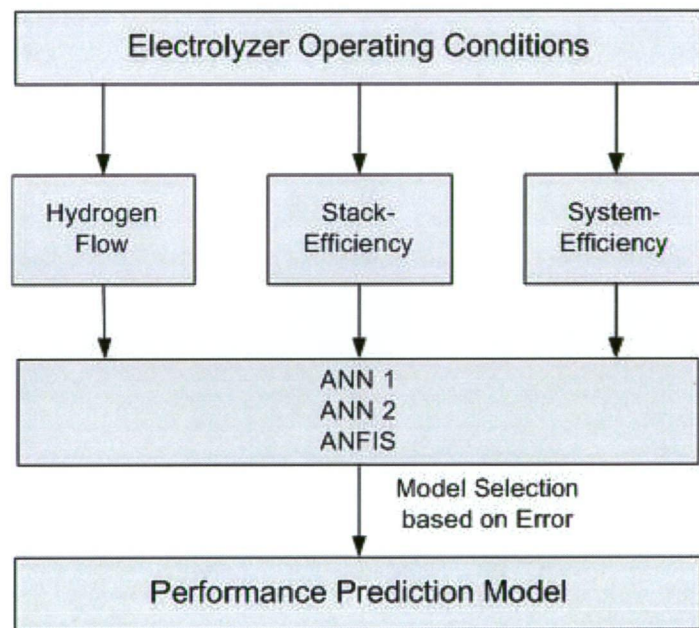 Electrolyzer Operating Conditions
Hydrogen
Flow
Stack-
Efficiency
System-
Efficiency
ANN 1
ANN 2
ANFIS
Model Selection
based on Error
Performance Prediction Model